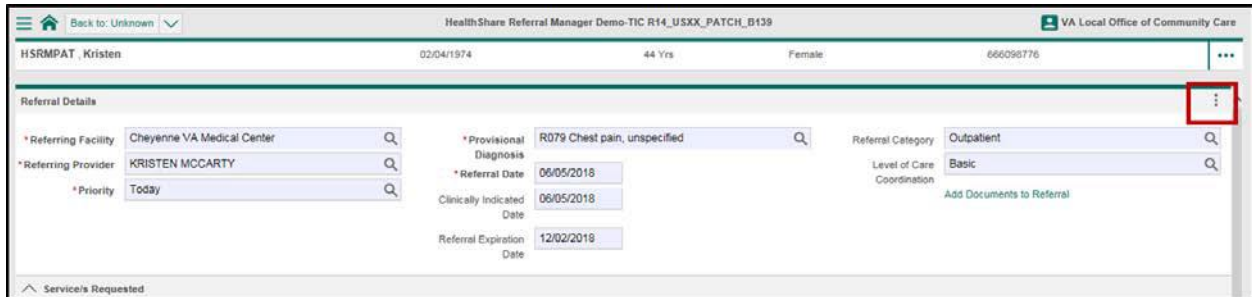 Back to: Unknown HealthShare Referral Manager Demo-TIC R14_USXX_PATCH_B139 VA Local Office of Community Care
HSRMPAT , Kristen 02/04/1974 44 Yrs Female 666098776
Referral Details
*Referring Facility Cheyenne VA Medical Center *Provisional Diagnosis R079 Chest pain, unspecified Referral Category Outpatient
*Referring Provider KRISTEN MCCARTY *Referral Date 06/05/2018 Level of Care Coordination Basic
*Priority Today Clinically Indicated Date 06/05/2018 Add Documents to Referral
Referral Expiration Date 12/02/2018
Service/s Requested